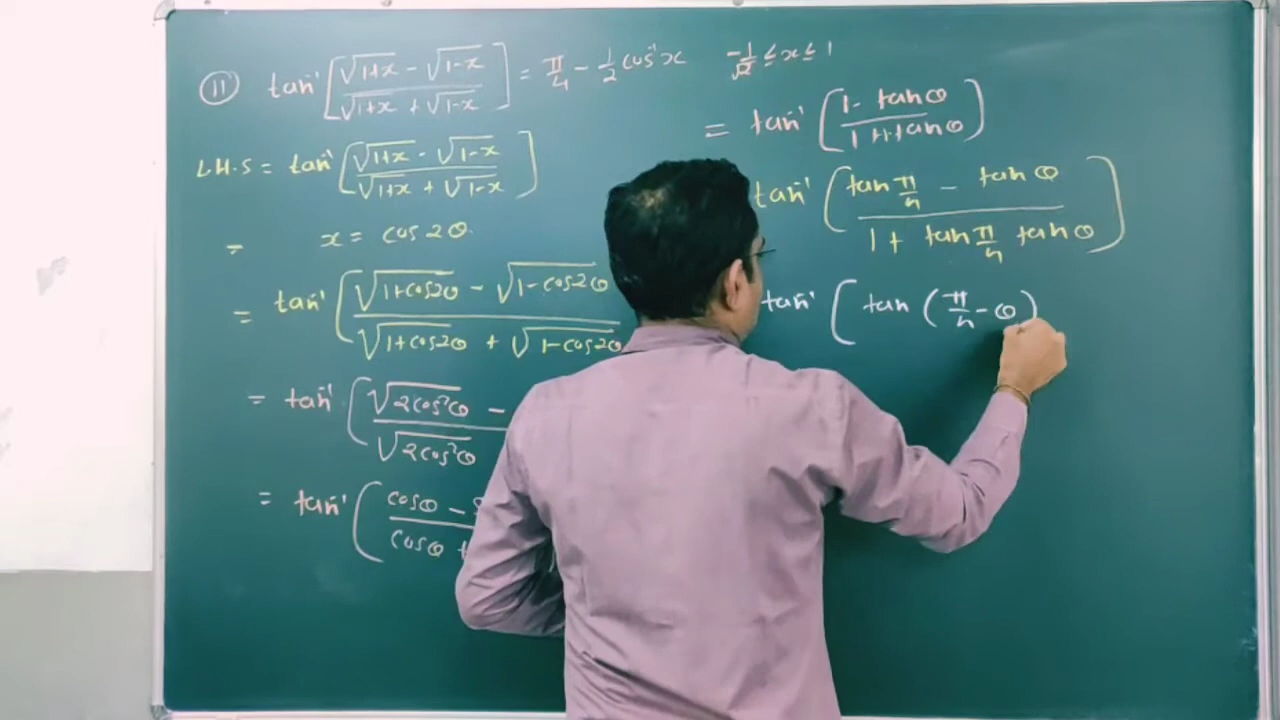 11 tan⁻¹ [ (√1+x − √1−x) / (√1+x + √1−x) ] = π/4 − 1/2 cos⁻¹x −1/√2 ≤ x ≤ 1
L.H.S = tan⁻¹ [ (√1+x − √1−x) / (√1+x + √1−x) ]
= x = cos2θ.
= tan⁻¹ [ (√1+cos2θ − √1−cos2θ) / (√1+cos2θ + √1−cos2θ)
= tan⁻¹ ( √2cos²θ − / √2cos²θ
= tan⁻¹ ( cosθ − / cosθ +
= tan⁻¹ ( (1 − tanθ) / (1 + tanθ) )
tan⁻¹ ( (tan π/4 − tanθ) / (1 + tan π/4 tanθ) )
tan⁻¹ ( tan (π/4 − θ)